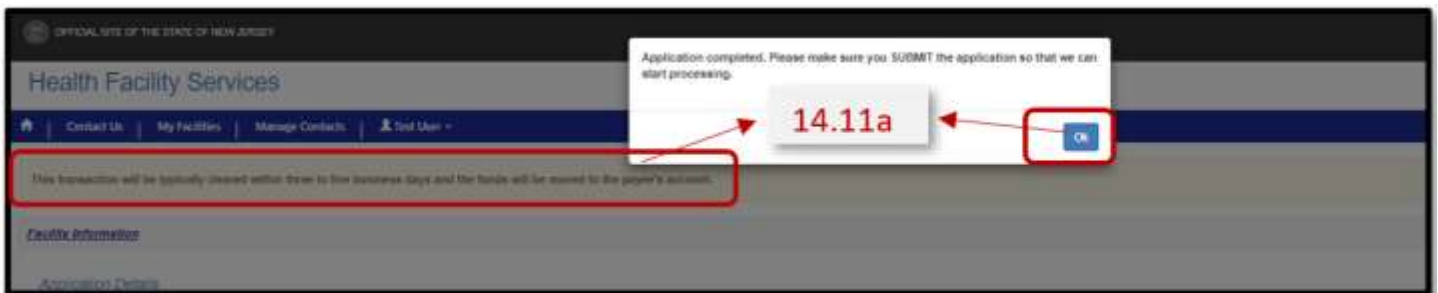 OFFICIAL SITE OF THE STATE OF NEW JERSEY
Health Facility Services
Contact Us | My Facilities | Manage Contacts | Test User
Application completed. Please make sure you SUBMIT the application so that we can
start processing.
14.11a
Ok
This transaction will be typically cleared within three to five business days and the funds will be moved to the payee's account.
Facility Information
Application Details